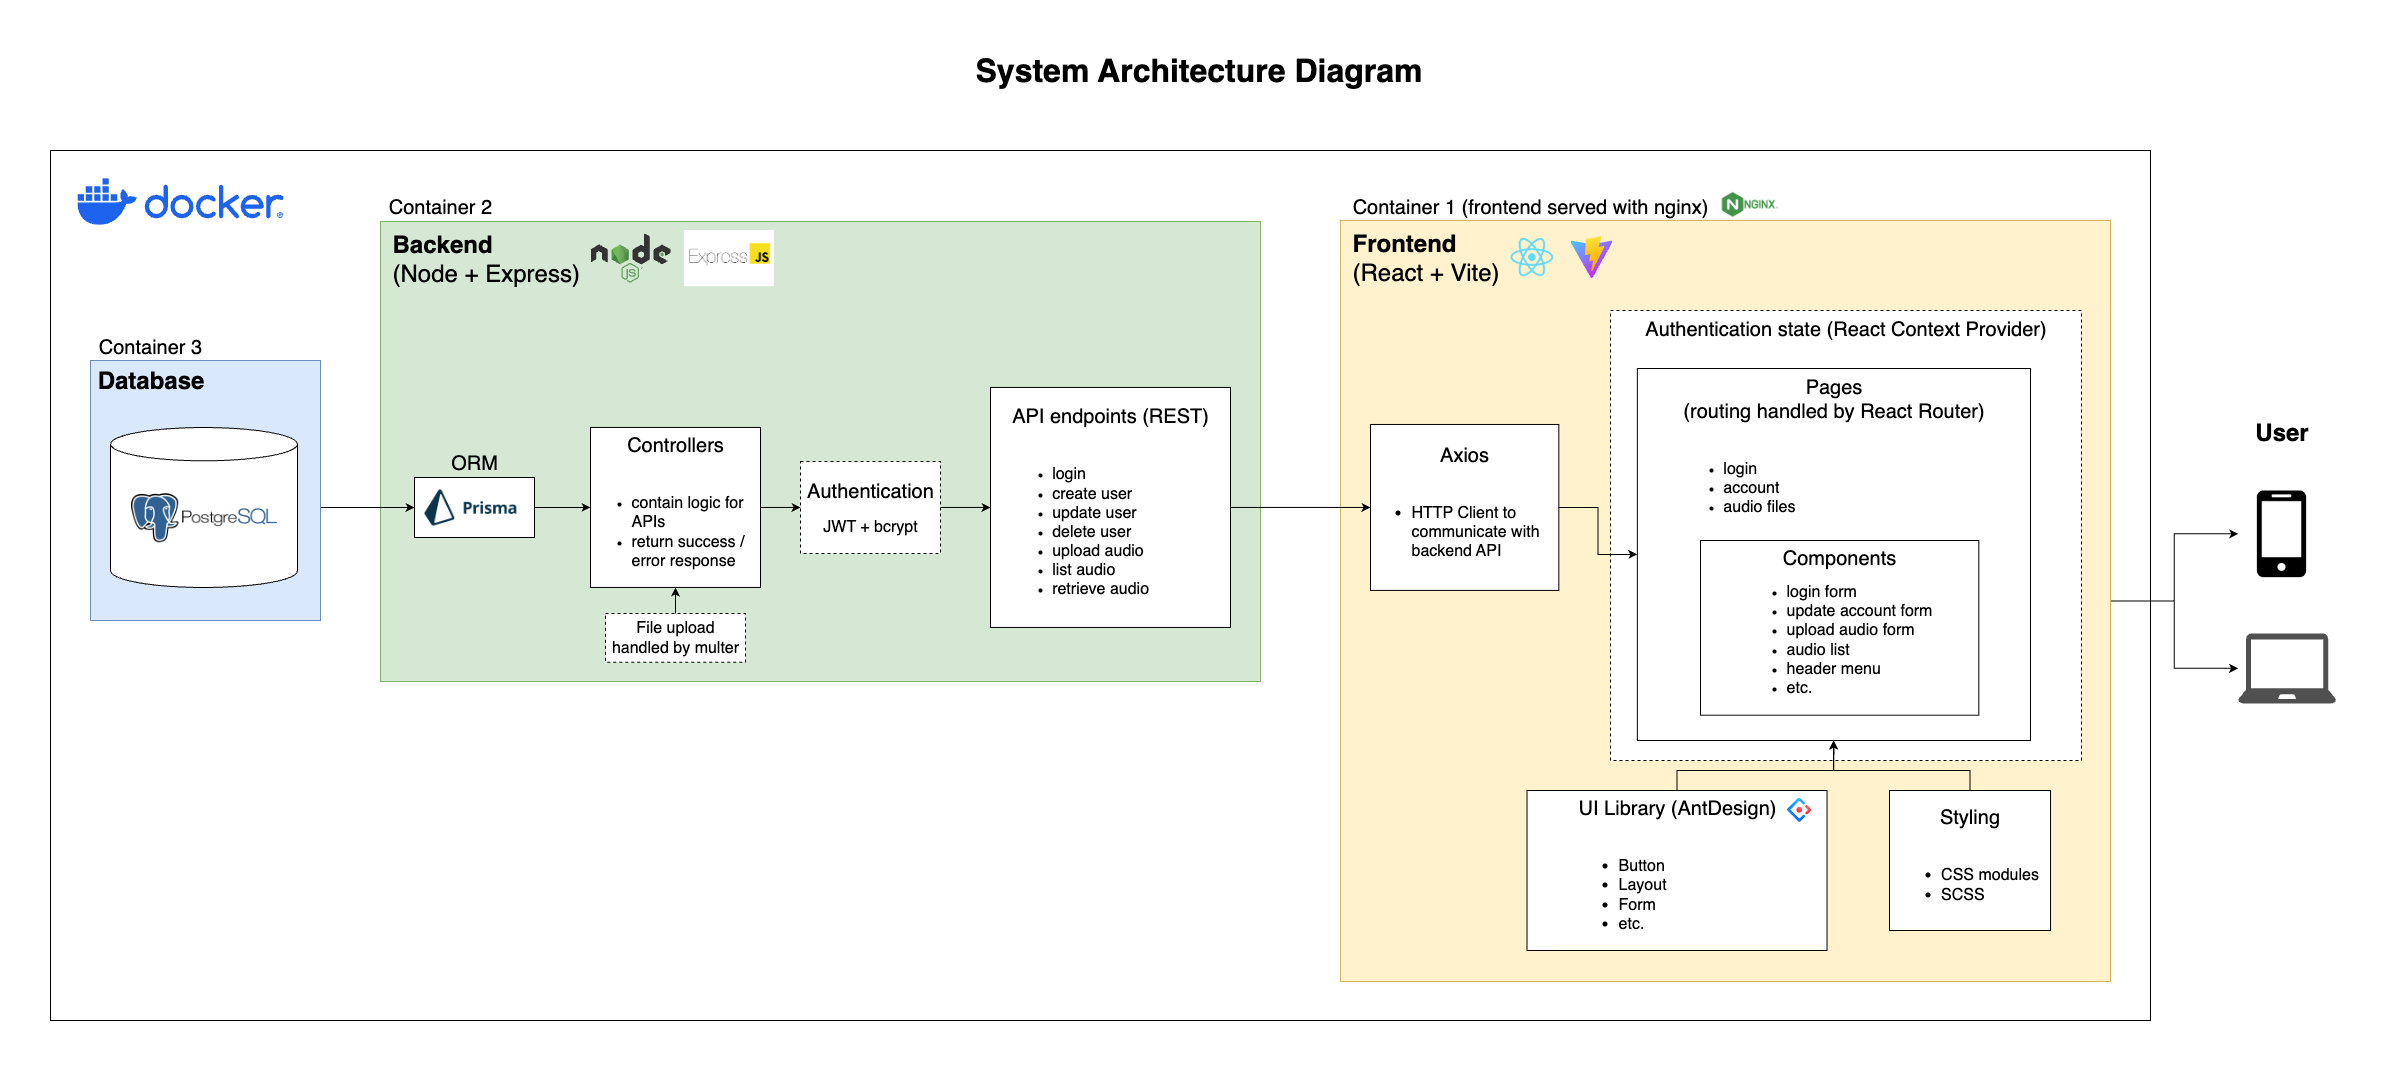 System Architecture Diagram
docker
Container 3
Database
PostgreSQL
Container 2
Backend
(Node + Express)
node
JS
Express
JS
ORM
Prisma
Controllers
• contain logic for
APIs
• return success /
error response
File upload
handled by multer
Authentication
JWT + bcrypt
API endpoints (REST)
• login
• create user
• update user
• delete user
• upload audio
• list audio
• retrieve audio
Container 1 (frontend served with nginx)
N
NGINX
Frontend
(React + Vite)
Axios
• HTTP Client to
communicate with
backend API
Authentication state (React Context Provider)
Pages
(routing handled by React Router)
• login
• account
• audio files
Components
• login form
• update account form
• upload audio form
• audio list
• header menu
• etc.
UI Library (AntDesign)
• Button
• Layout
• Form
• etc.
Styling
• CSS modules
• SCSS
User